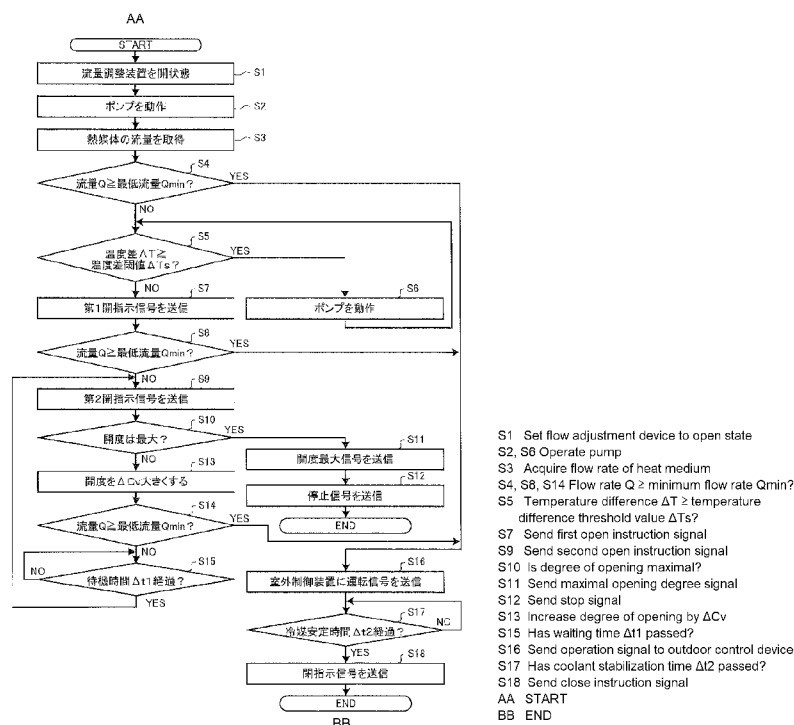 AA
START
流量調整装置を開状態
S1
ポンプを動作
S2
熱媒体の流量を取得
S3
S4
流量Q≧最低流量Qmin?
YES
NO
S5
温度差ΔT≧
温度差閾値ΔTs?
YES
NO
S7
第1開指示信号を送信
S6
ポンプを動作
S8
流量Q≧最低流量Qmin?
YES
NO
S9
第2開指示信号を送信
S10
開度は最大?
YES
NO
S11
開度最大信号を送信
S12
停止信号を送信
END
S13
開度をΔCv大きくする
S14
流量Q≧最低流量Qmin?
YES
NO
S15
待機時間Δt1経過?
NO
YES
S16
室外制御装置に運転信号を送信
S17
冷媒安定時間Δt2経過?
NO
YES
S18
閉指示信号を送信
END
BB
S1 Set flow adjustment device to open state
S2, S6 Operate pump
S3 Acquire flow rate of heat medium
S4, S8, S14 Flow rate Q ≥ minimum flow rate Qmin?
S5 Temperature difference ΔT ≥ temperature
difference threshold value ΔTs?
S7 Send first open instruction signal
S9 Send second open instruction signal
S10 Is degree of opening maximal?
S11 Send maximal opening degree signal
S12 Send stop signal
S13 Increase degree of opening by ΔCv
S15 Has waiting time Δt1 passed?
S16 Send operation signal to outdoor control device
S17 Has coolant stabilization time Δt2 passed?
S18 Send close instruction signal
AA START
BB END